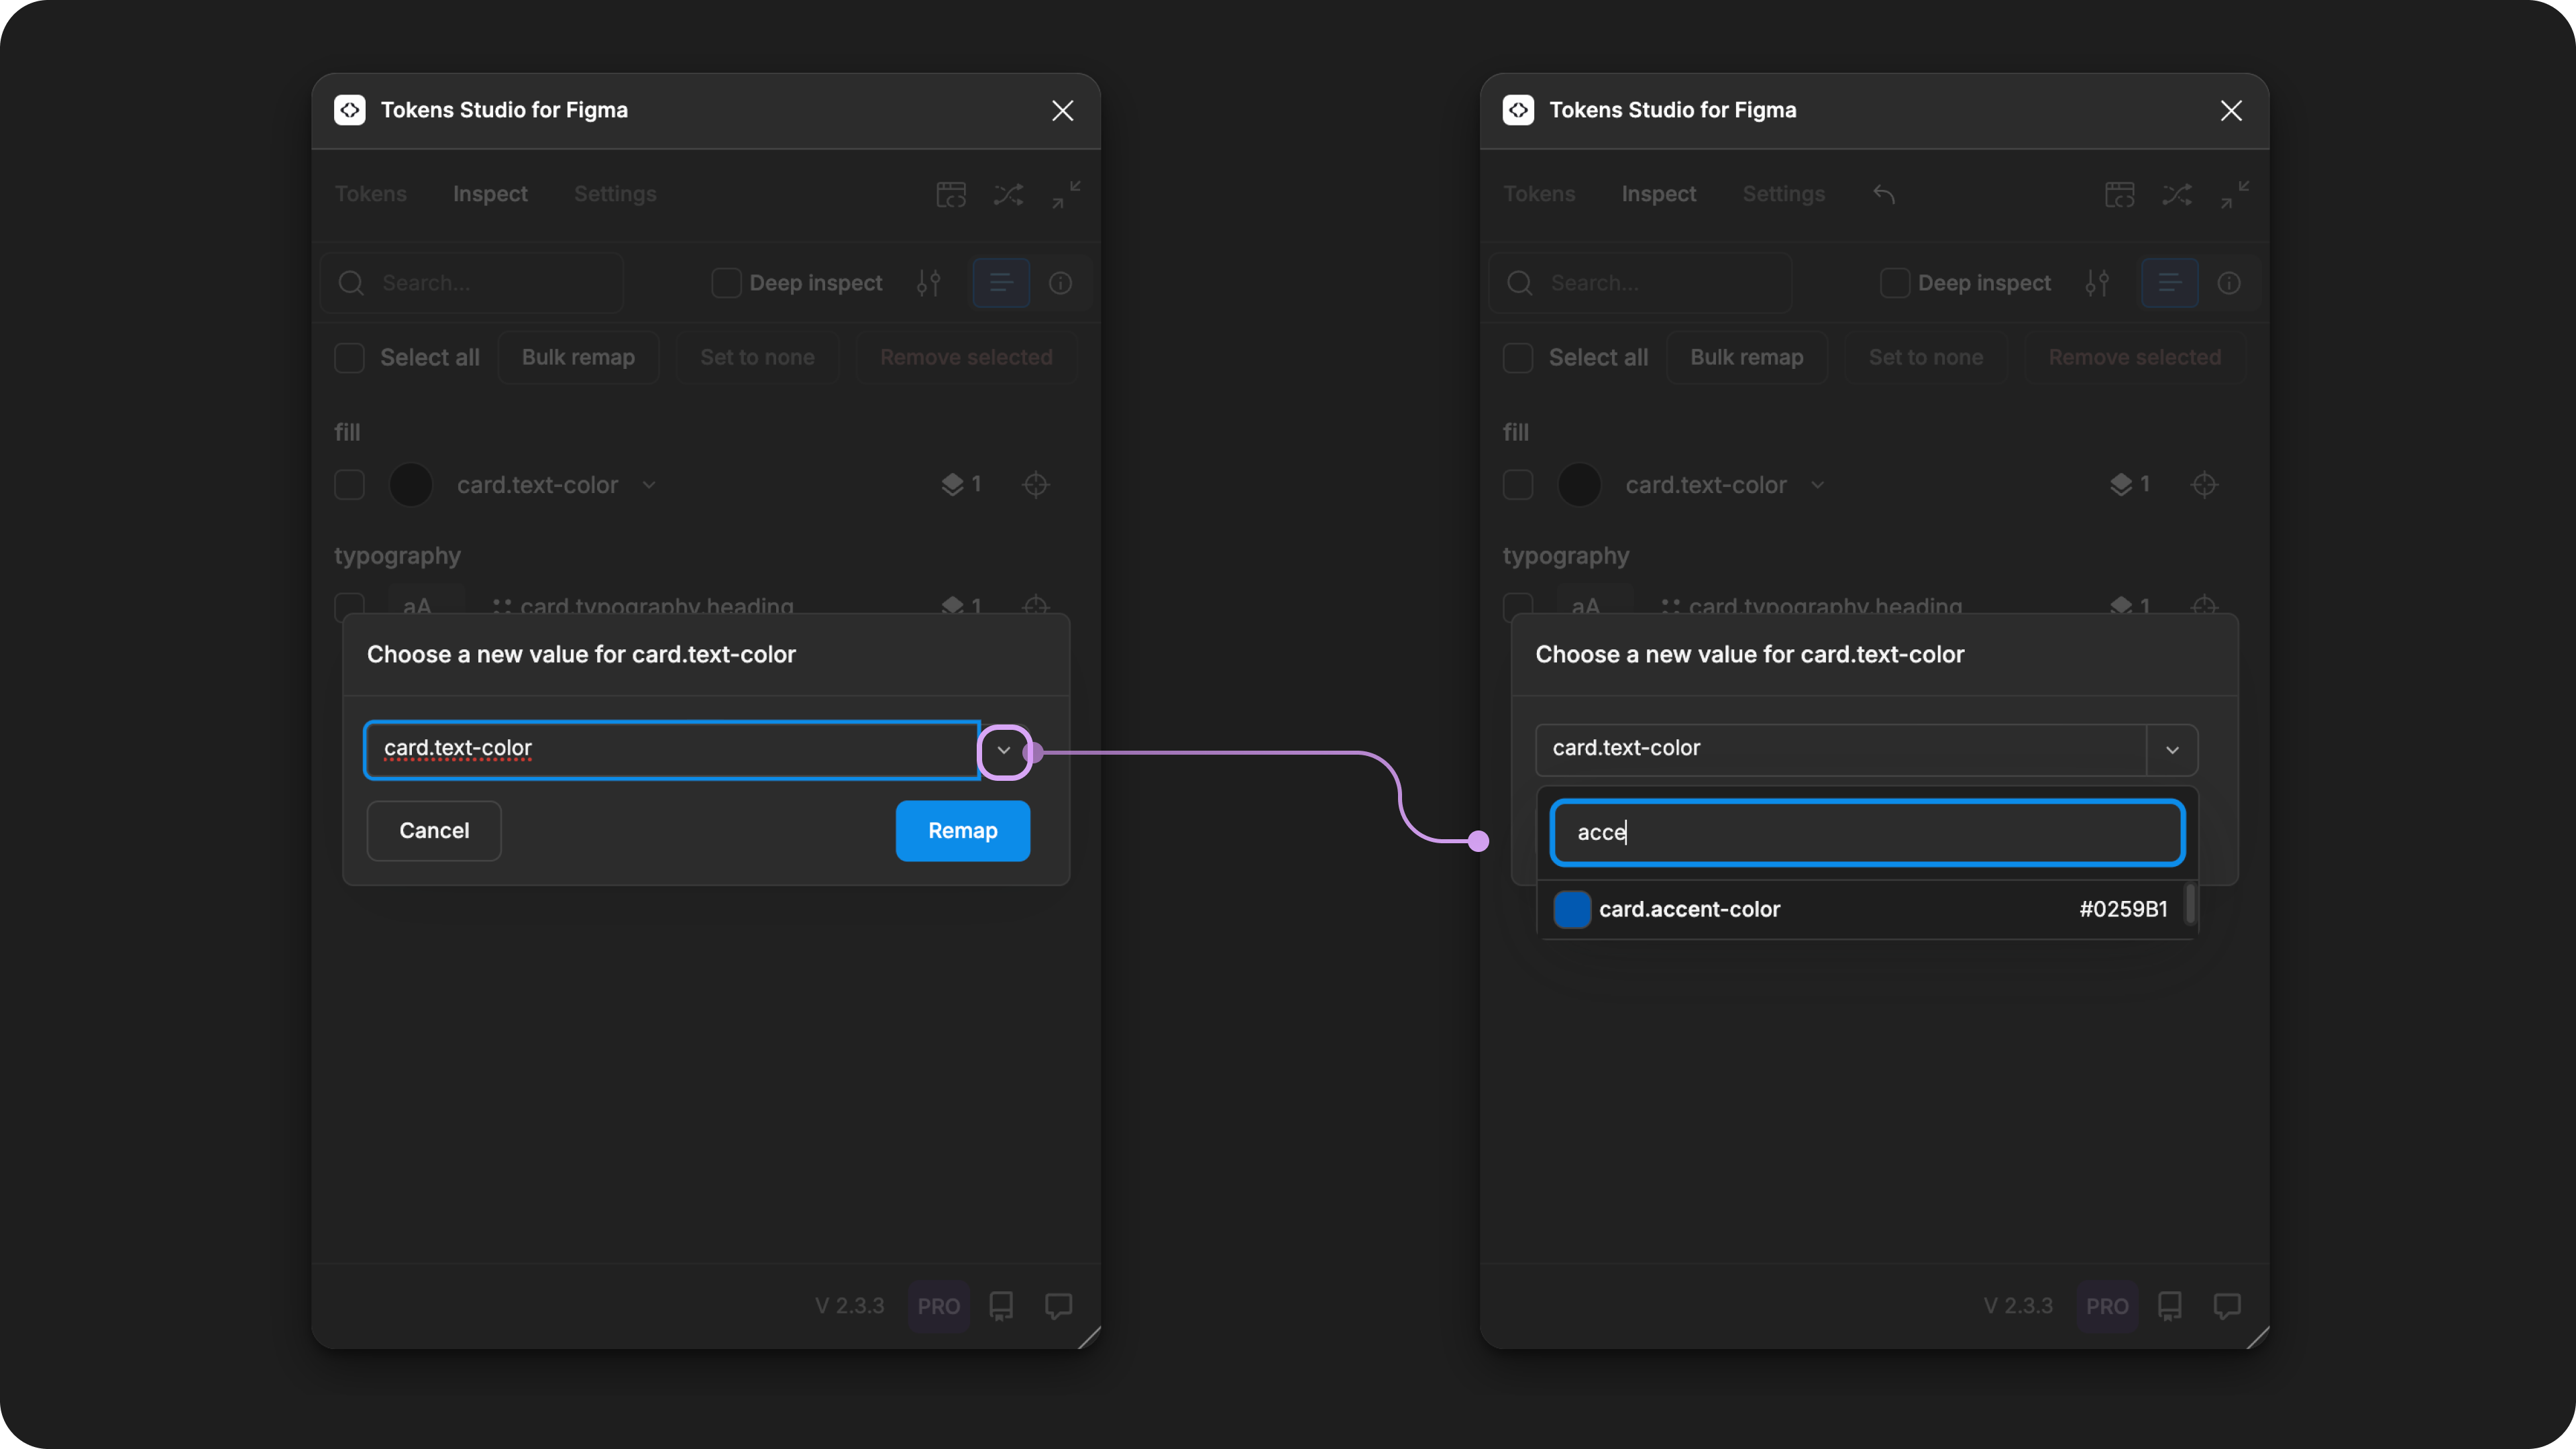 Tokens Studio for Figma
Tokens Inspect Settings
Search...
Deep inspect
Select all
Bulk remap
Set to none
Remove selected
fill
card.text-color
1
typography
aA
card.typography.heading
1
Choose a new value for card.text-color
card.text-color
Cancel
Remap
V 2.3.3
PRO
Tokens Studio for Figma
Tokens Inspect Settings
Search...
Deep inspect
Select all
Bulk remap
Set to none
Remove selected
fill
card.text-color
1
typography
aA
card.typography.heading
1
Choose a new value for card.text-color
card.text-color
acce
card.accent-color
#0259B1
V 2.3.3
PRO